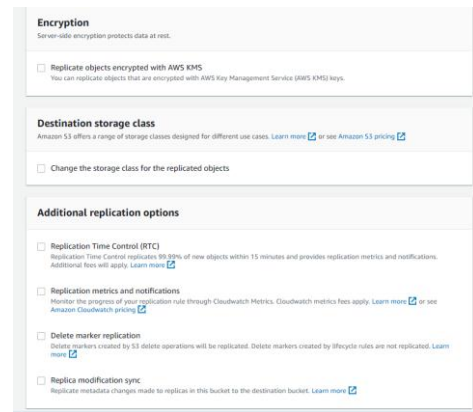 Encryption
Server-side encryption protects data at rest.
Replicate objects encrypted with AWS KMS
You can replicate objects that are encrypted with AWS Key Management Service (AWS KMS) keys.
Destination storage class
Amazon S3 offers a range of storage classes designed for different use cases. Learn more or see Amazon S3 pricing
Change the storage class for the replicated objects
Additional replication options
Replication Time Control (RTC)
Replication Time Control replicates 99.99% of new objects within 15 minutes and provides replication metrics and notifications.
Additional fees will apply. Learn more
Replication metrics and notifications
Monitor the progress of your replication rule through Cloudwatch Metrics. Cloudwatch metrics fees apply. Learn more or see
Amazon Cloudwatch pricing
Delete marker replication
Delete markers created by S3 delete operations will be replicated. Delete markers created by lifecycle rules are not replicated. Learn
more
Replica modification sync
Replicate metadata changes made to replicas in this bucket to the destination bucket. Learn more